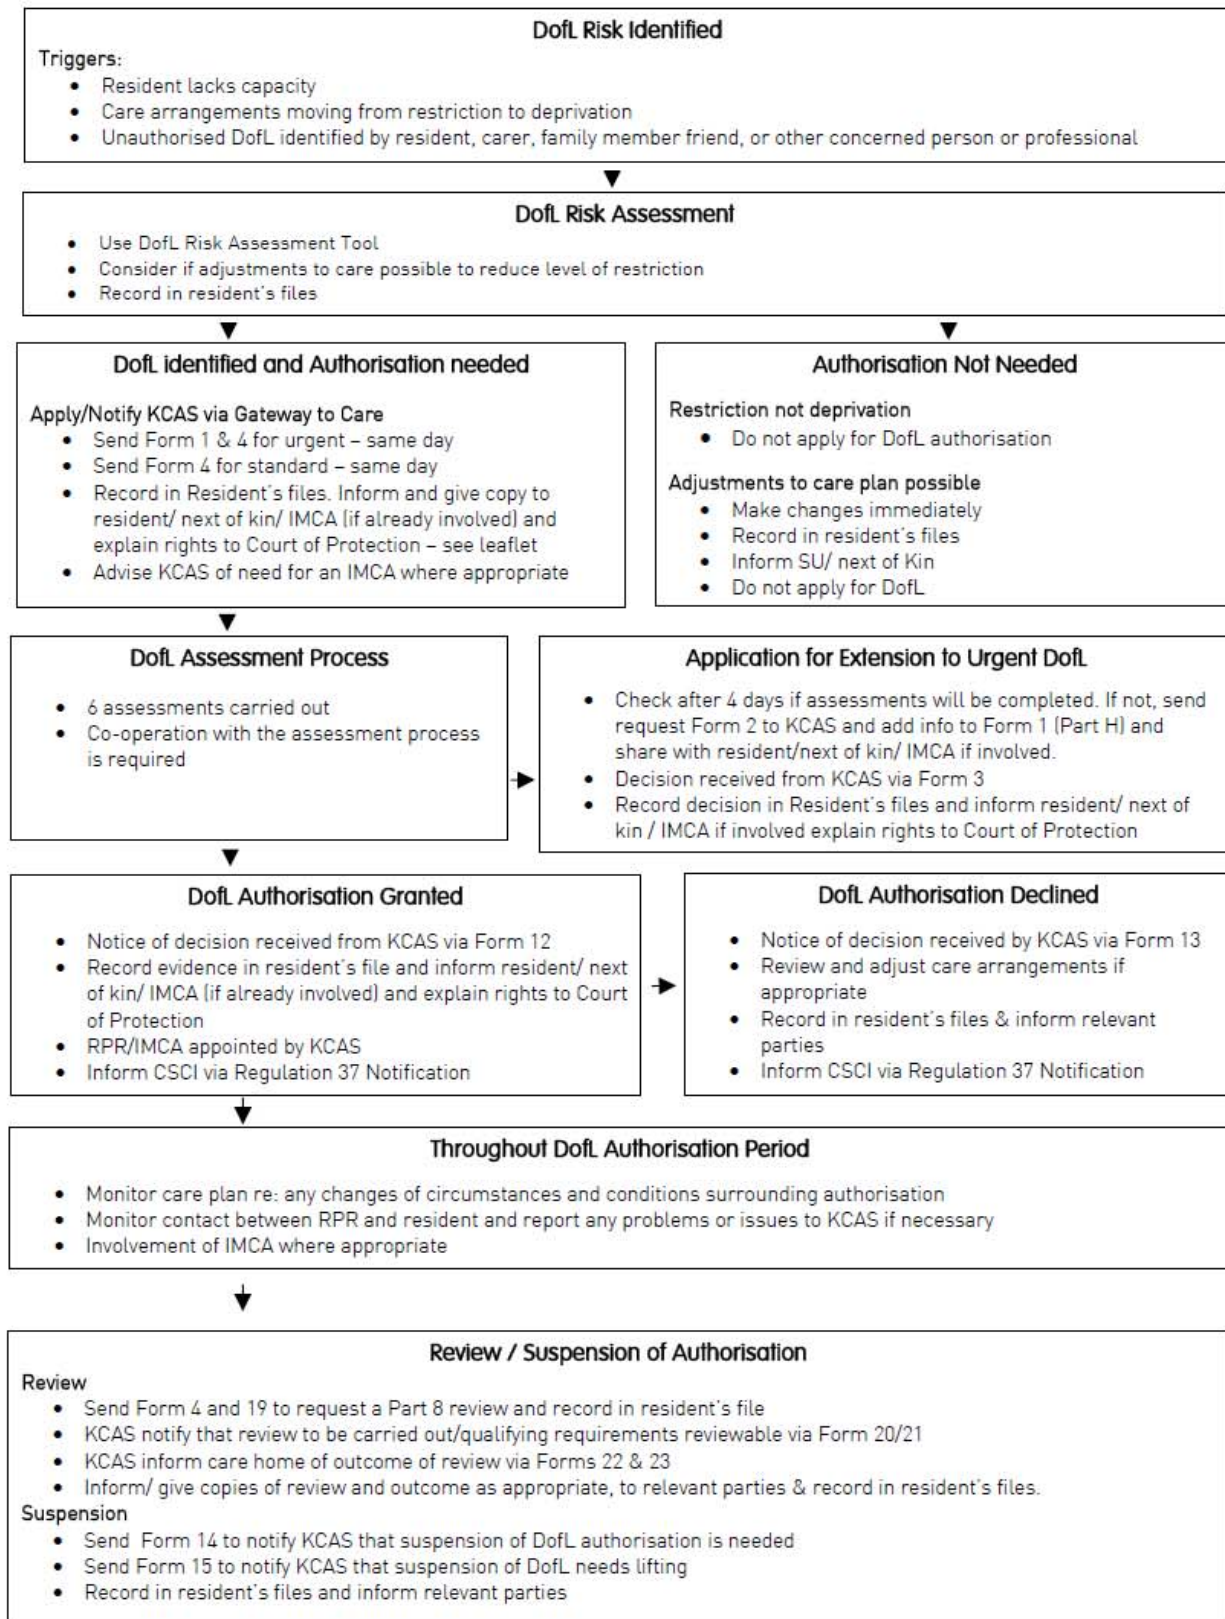 DofL Risk Identified
Triggers:
• Resident lacks capacity
• Care arrangements moving from restriction to deprivation
• Unauthorised DofL identified by resident, carer, family member friend, or other concerned person or professional
DofL Risk Assessment
• Use DofL Risk Assessment Tool
• Consider if adjustments to care possible to reduce level of restriction
• Record in resident's files
DofL identified and Authorisation needed
Apply/Notify KCAS via Gateway to Care
• Send Form 1 & 4 for urgent – same day
• Send Form 4 for standard – same day
• Record in Resident's files. Inform and give copy to
resident/ next of kin/ IMCA (if already involved) and
explain rights to Court of Protection – see leaflet
• Advise KCAS of need for an IMCA where appropriate
Authorisation Not Needed
Restriction not deprivation
• Do not apply for DofL authorisation
Adjustments to care plan possible
• Make changes immediately
• Record in resident's files
• Inform SU/ next of Kin
• Do not apply for DofL
DofL Assessment Process
• 6 assessments carried out
• Co-operation with the assessment process
is required
Application for Extension to Urgent DofL
• Check after 4 days if assessments will be completed. If not, send
request Form 2 to KCAS and add info to Form 1 (Part H) and
share with resident/next of kin/ IMCA if involved.
• Decision received from KCAS via Form 3
• Record decision in Resident's files and inform resident/ next of
kin / IMCA if involved explain rights to Court of Protection
DofL Authorisation Granted
• Notice of decision received from KCAS via Form 12
• Record evidence in resident's file and inform resident/ next
of kin/ IMCA (if already involved) and explain rights to Court
of Protection
• RPR/IMCA appointed by KCAS
• Inform CSCI via Regulation 37 Notification
DofL Authorisation Declined
• Notice of decision received by KCAS via Form 13
• Review and adjust care arrangements if
appropriate
• Record in resident's files & inform relevant
parties
• Inform CSCI via Regulation 37 Notification
Throughout DofL Authorisation Period
• Monitor care plan re: any changes of circumstances and conditions surrounding authorisation
• Monitor contact between RPR and resident and report any problems or issues to KCAS if necessary
• Involvement of IMCA where appropriate
Review / Suspension of Authorisation
Review
• Send Form 4 and 19 to request a Part 8 review and record in resident's file
• KCAS notify that review to be carried out/qualifying requirements reviewable via Form 20/21
• KCAS inform care home of outcome of review via Forms 22 & 23
• Inform/ give copies of review and outcome as appropriate, to relevant parties & record in resident's files.
Suspension
• Send Form 14 to notify KCAS that suspension of DofL authorisation is needed
• Send Form 15 to notify KCAS that suspension of DofL needs lifting
• Record in resident's files and inform relevant parties